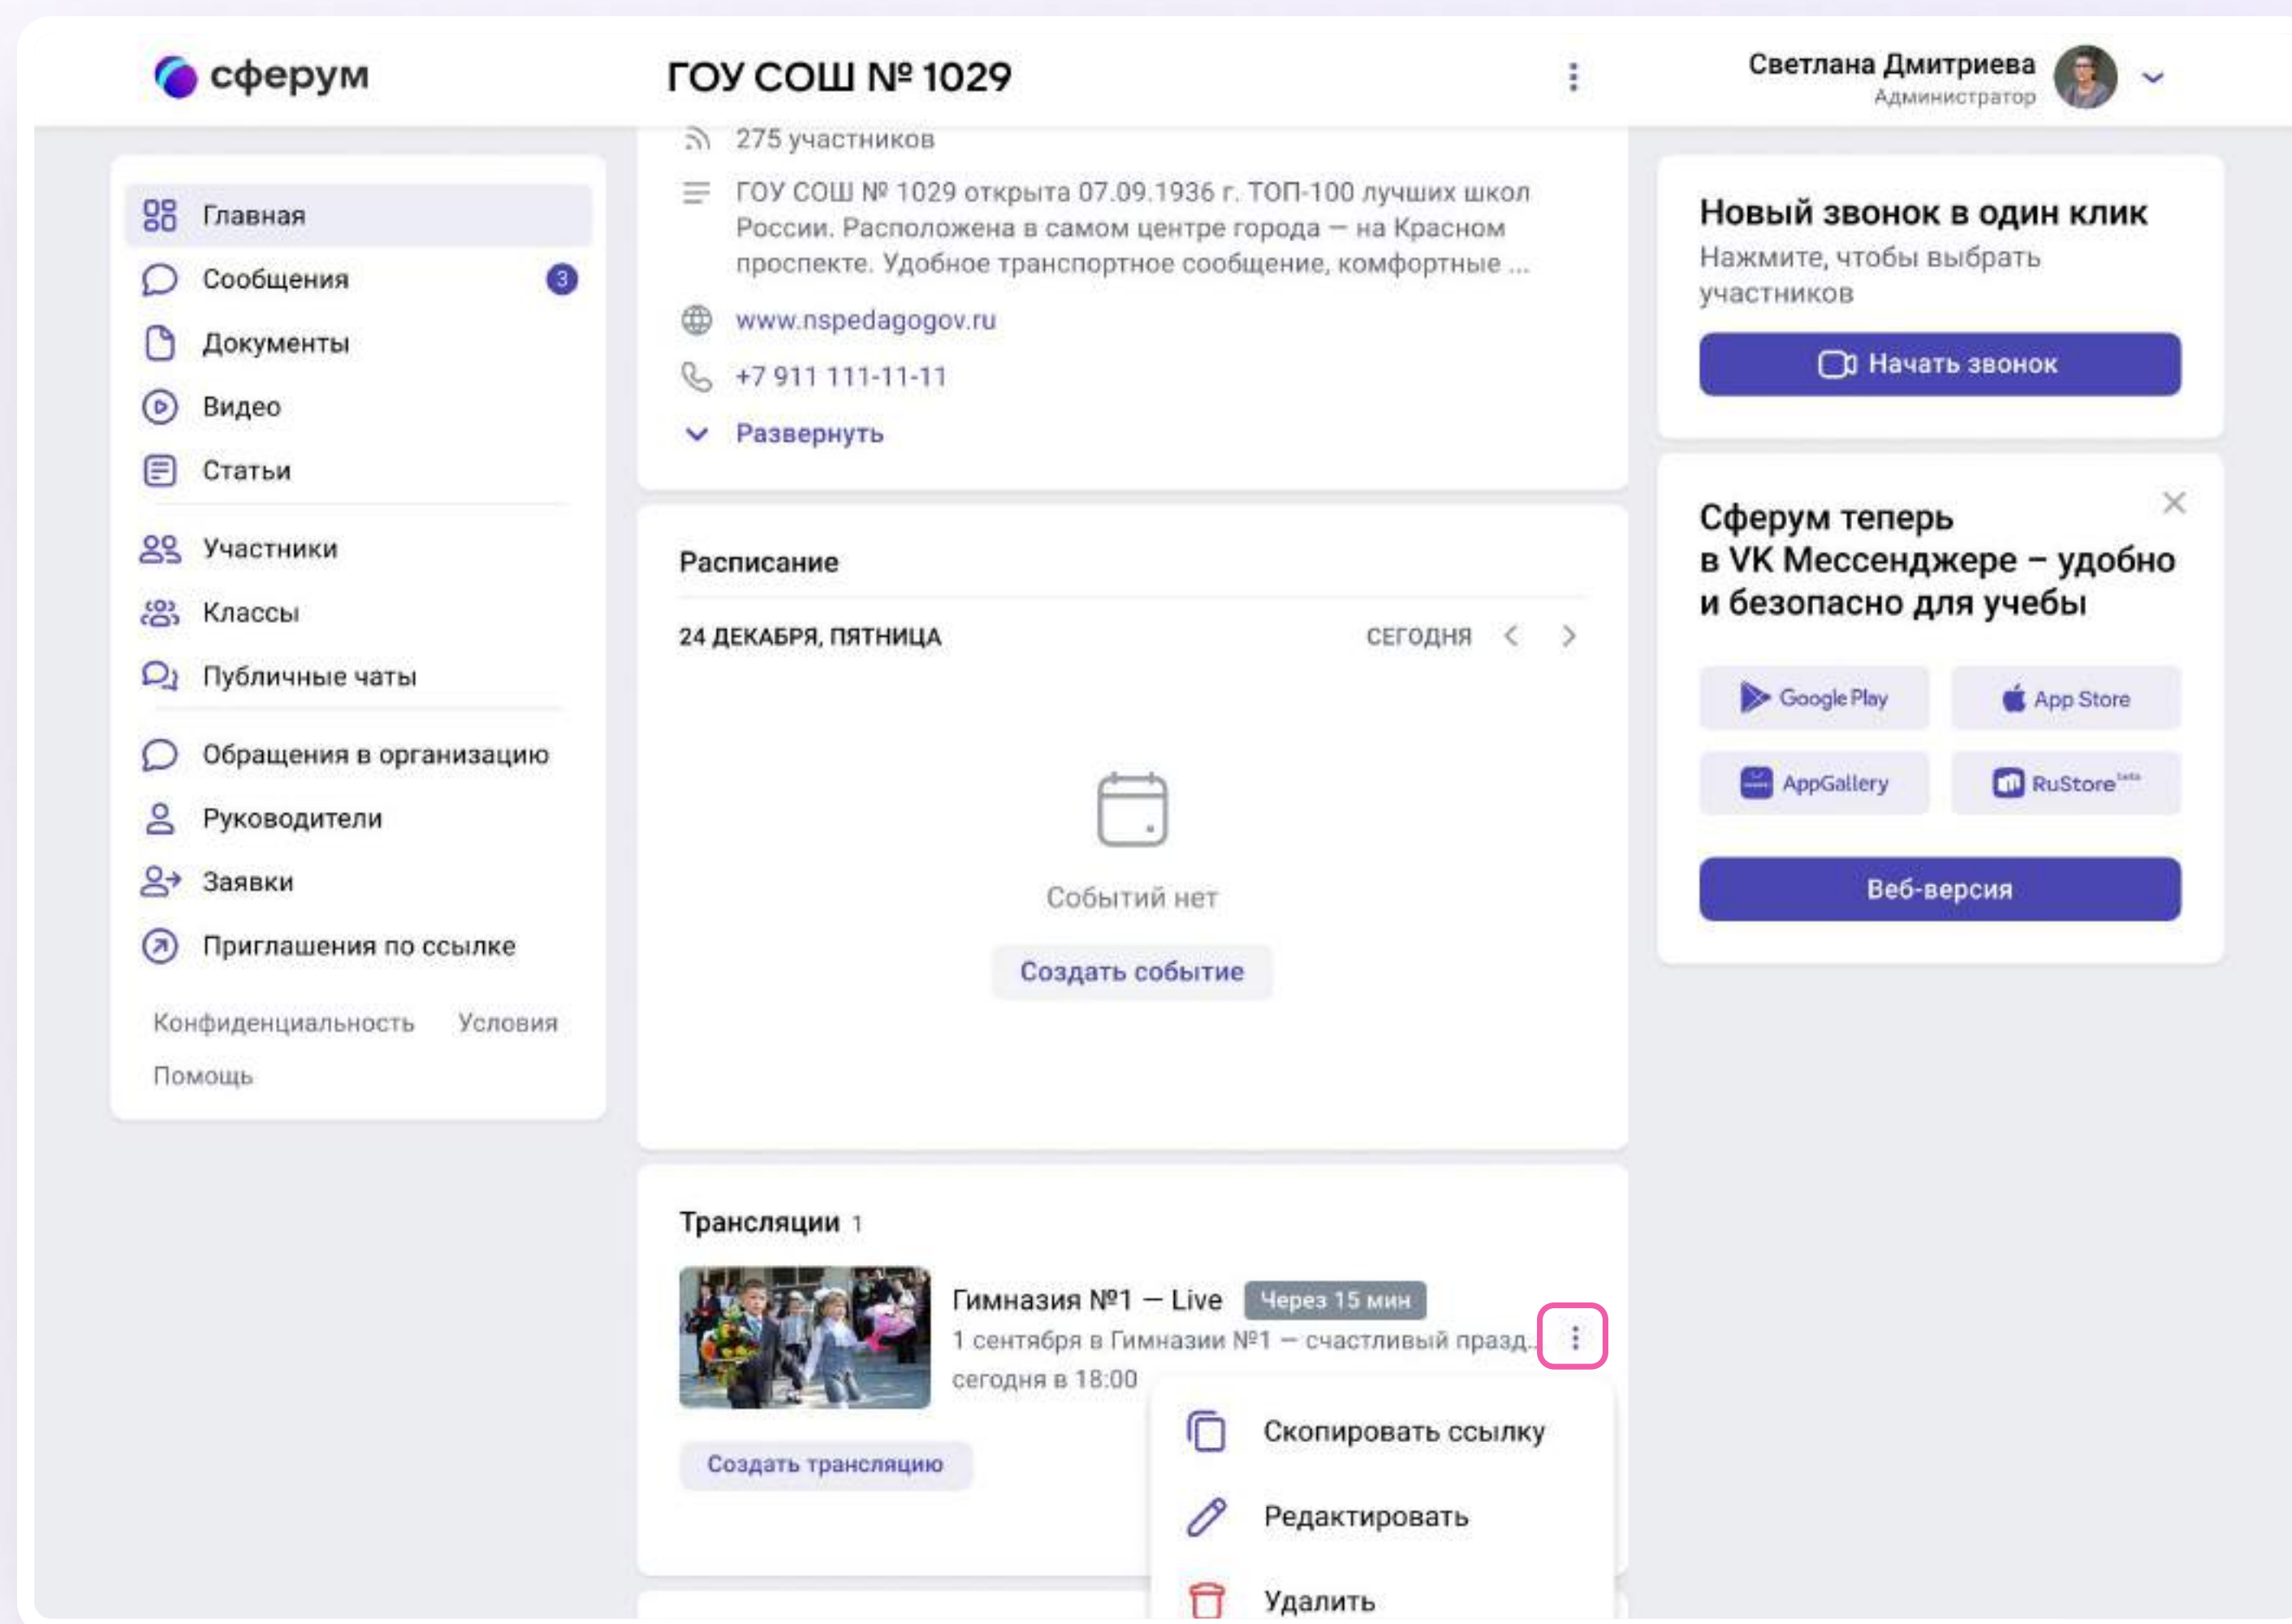 сферум
ГОУ СОШ № 1029
Светлана Дмитриева
Администратор
Главная
Сообщения 3
Документы
Видео
Статьи
Участники
Классы
Публичные чаты
Обращения в организацию
Руководители
Заявки
Приглашения по ссылке
Конфиденциальность Условия
Помощь
275 участников
ГОУ СОШ № 1029 открыта 07.09.1936 г. ТОП-100 лучших школ
России. Расположена в самом центре города — на Красном
проспекте. Удобное транспортное сообщение, комфортные ...
www.nspedagogov.ru
+7 911 111-11-11
Развернуть
Расписание
24 ДЕКАБРЯ, ПЯТНИЦА СЕГОДНЯ
Событий нет
Создать событие
Трансляции 1
Гимназия №1 — Live Через 15 мин
1 сентября в Гимназии №1 — счастливый празд...
сегодня в 18:00
Создать трансляцию
Скопировать ссылку
Редактировать
Удалить
Новый звонок в один клик
Нажмите, чтобы выбрать
участников
Начать звонок
Сферум теперь
в VK Мессенджере – удобно
и безопасно для учебы
Google Play App Store
AppGallery RuStore beta
Веб-версия